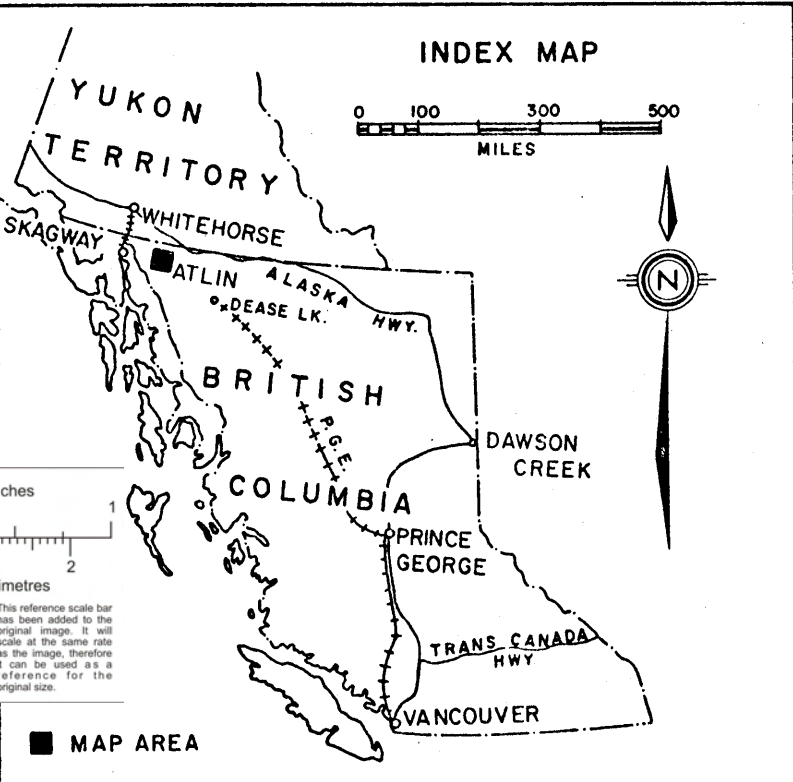 INDEX MAP
0 100 300 500
MILES
YUKON
TERRITORY
WHITEHORSE
SKAGWAY
ATLIN
ALASKA
HWY.
DEASE LK.
N
BRITISH
P.G.E.
DAWSON
CREEK
COLUMBIA
PRINCE
GEORGE
TRANS CANADA
HWY
VANCOUVER
ches
1
2
imetres
This reference scale bar
has been added to the
original image. It will
scale at the same rate
as the image, therefore
it can be used as a
reference for the
original size.
MAP AREA